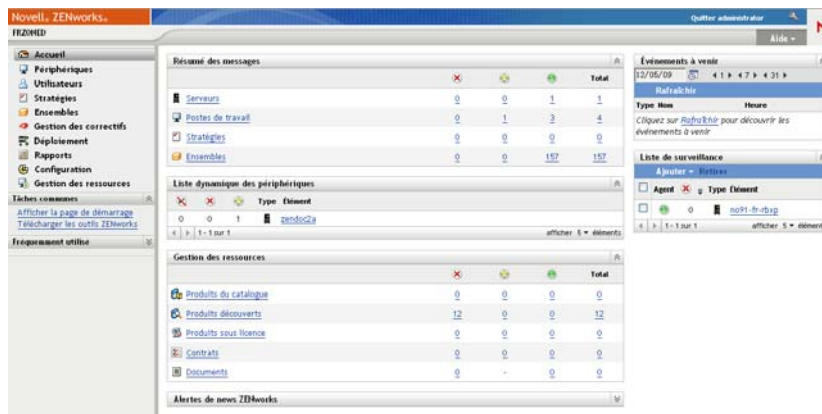 Novell® ZENworks®
Quitter administrator
FRZOMED
Aide
Accueil
Périphériques
Utilisateurs
Stratégies
Ensembles
Gestion des correctifs
Déploiement
Rapports
Configuration
Gestion des ressources
Tâches communes
Afficher la page de démarrage
Télécharger les outils ZENworks
Fréquemment utilisé
Résumé des messages
Total
Serveurs 0 0 1 1
Postes de travail 0 1 3 4
Stratégies 0 0 0 0
Ensembles 0 0 157 157
Liste dynamique des périphériques
Type Élément
0 0 1 zendoc2a
1 - 1 sur 1 afficher 5 éléments
Gestion des ressources
Total
Produits du catalogue 0 0 0 0
Produits découverts 12 0 0 12
Produits sous licence 0 0 0 0
Contrats 0 0 0 0
Documents 0 - 0 0
Alertes de news ZENworks
Événements à venir
12/05/09 1 7 31
Rafraîchir
Type Nom Heure
Cliquez sur Rafraîchir pour découvrir les
événements à venir
Liste de surveillance
Ajouter Retirer
Agent Type Élément
0 no91-fr-rbxp
1 - 1 sur 1 afficher 5 élément